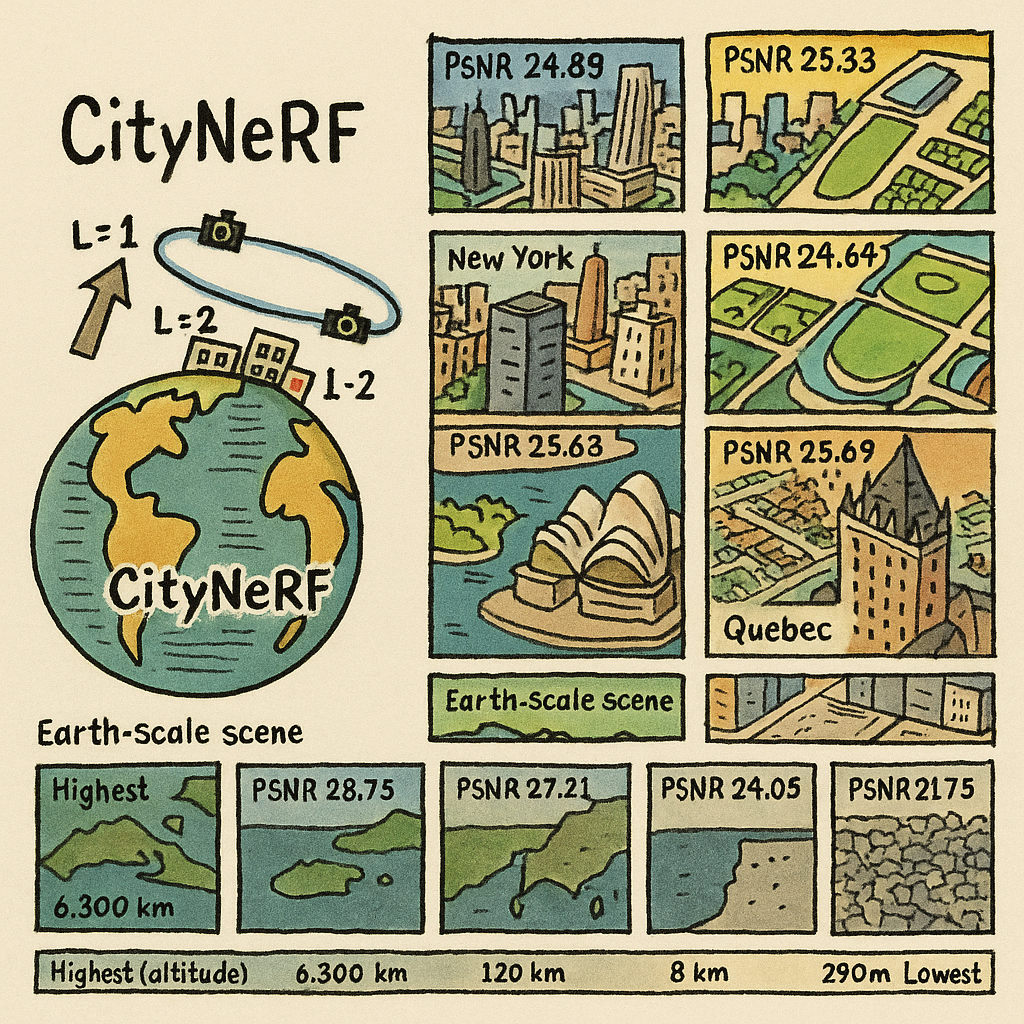 CityNeRF
L=1
L=2
1-2
CityNeRF
Earth-scale scene
PSNR 24.89
PSNR 25.33
New York
PSNR 24.64
PSNR 25.63
PSNR 25.69
Quebec
Earth-scale scene
Highest
6.300 km
PSNR 28.75
PSNR 27.21
PSNR 24.05
PSNR2175
Highest (altitude) 6.300 km 120 km 8 km 290m Lowest